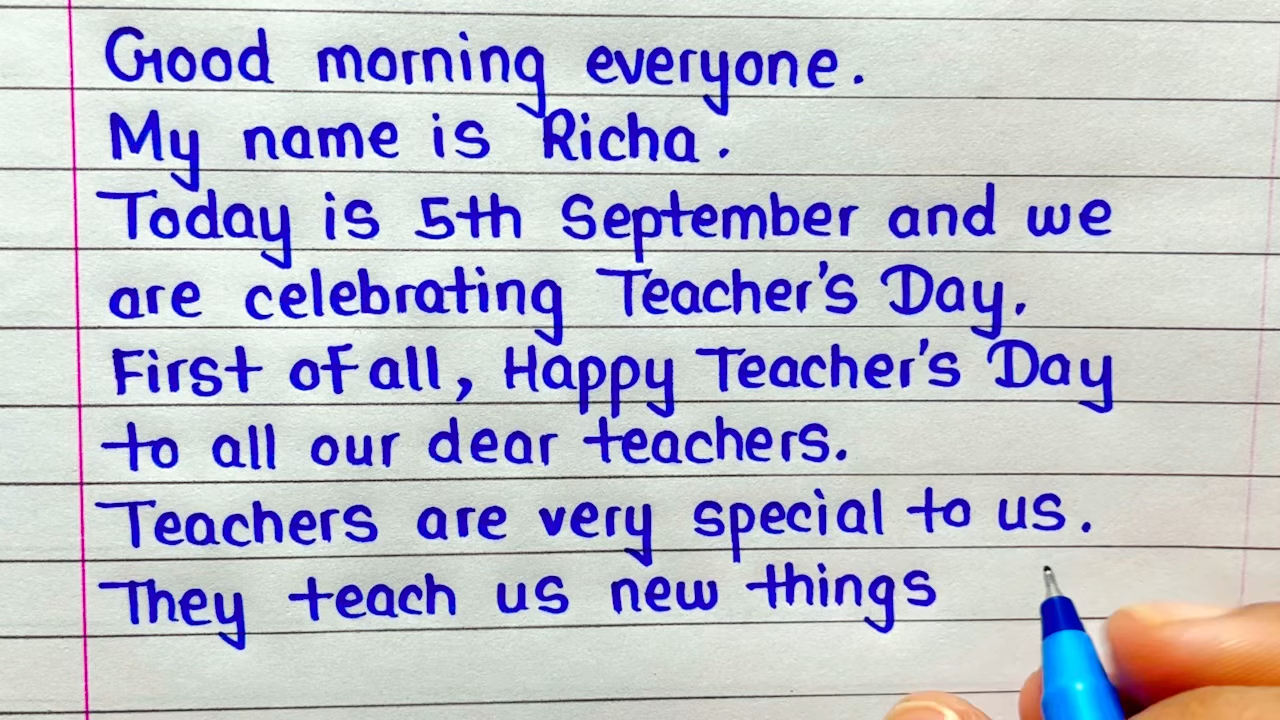 Good morning everyone.
My name is Richa.
Today is 5th September and we
are celebrating Teacher's Day.
First of all, Happy Teacher's Day
to all our dear teachers.
Teachers are very special to us.
They teach us new things